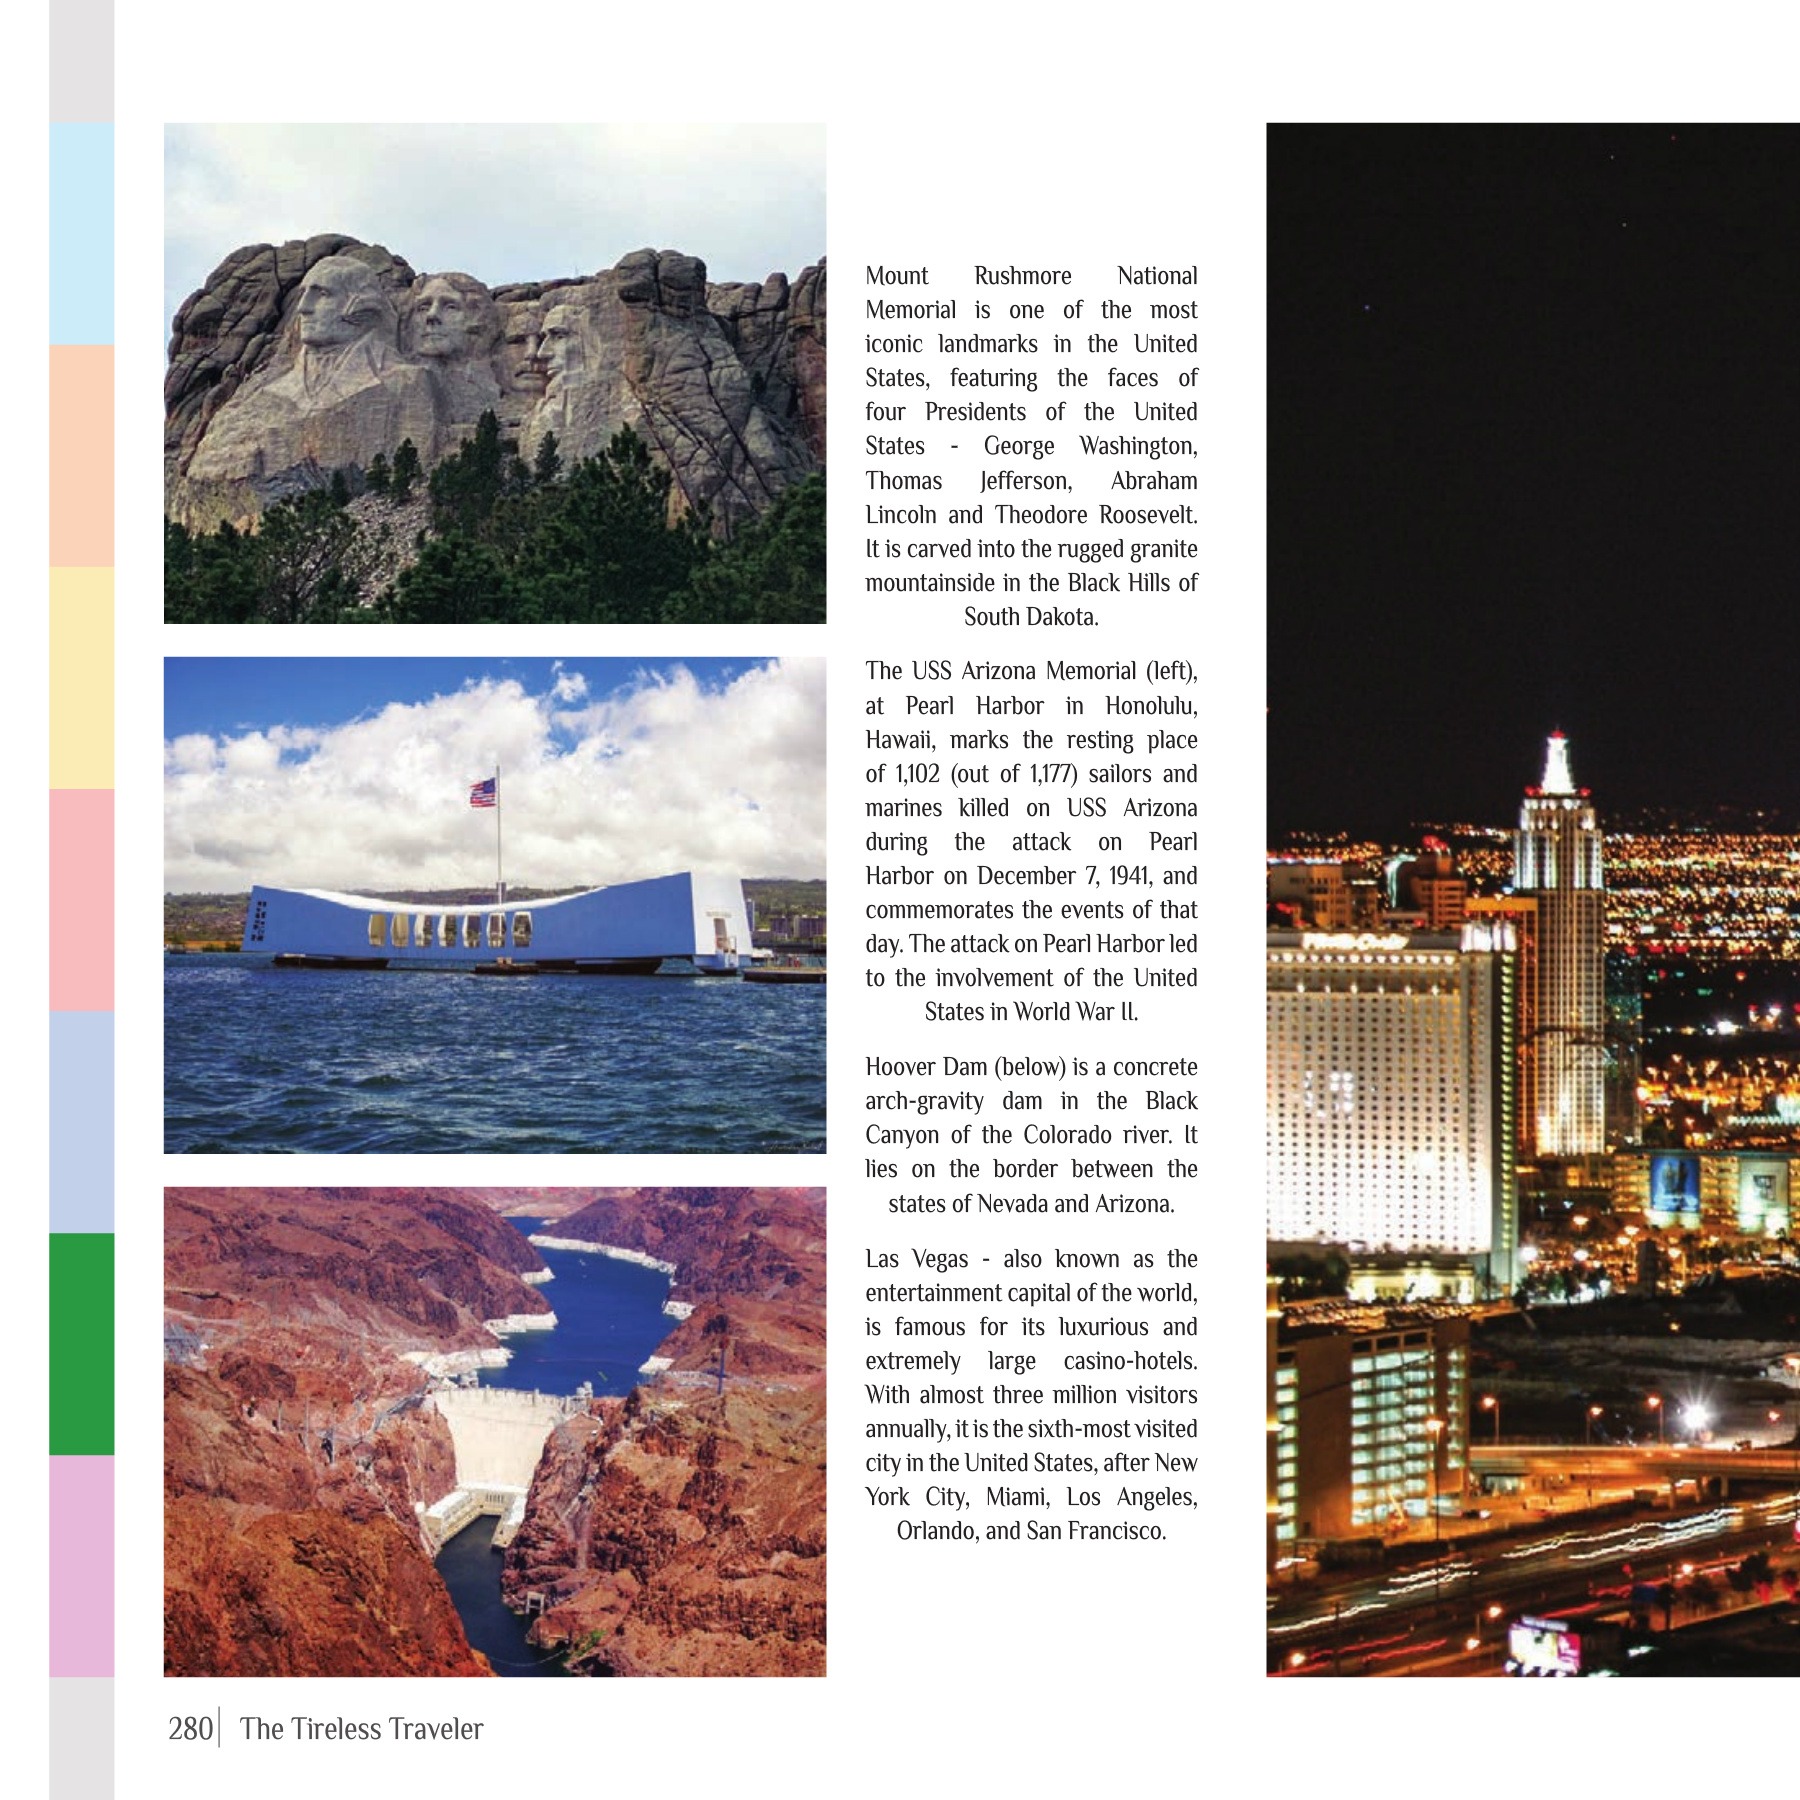 Mount Rushmore National
Memorial is one of the most
iconic landmarks in the United
States, featuring the faces of
four Presidents of the United
States - George Washington,
Thomas Jefferson, Abraham
Lincoln and Theodore Roosevelt.
It is carved into the rugged granite
mountainside in the Black Hills of
South Dakota.
The USS Arizona Memorial (left),
at Pearl Harbor in Honolulu,
Hawaii, marks the resting place
of 1,102 (out of 1,177) sailors and
marines killed on USS Arizona
during the attack on Pearl
Harbor on December 7, 1941, and
commemorates the events of that
day. The attack on Pearl Harbor led
to the involvement of the United
States in World War II.
Hoover Dam (below) is a concrete
arch-gravity dam in the Black
Canyon of the Colorado river. It
lies on the border between the
states of Nevada and Arizona.
Las Vegas - also known as the
entertainment capital of the world,
is famous for its luxurious and
extremely large casino-hotels.
With almost three million visitors
annually, it is the sixth-most visited
city in the United States, after New
York City, Miami, Los Angeles,
Orlando, and San Francisco.
280 The Tireless Traveler